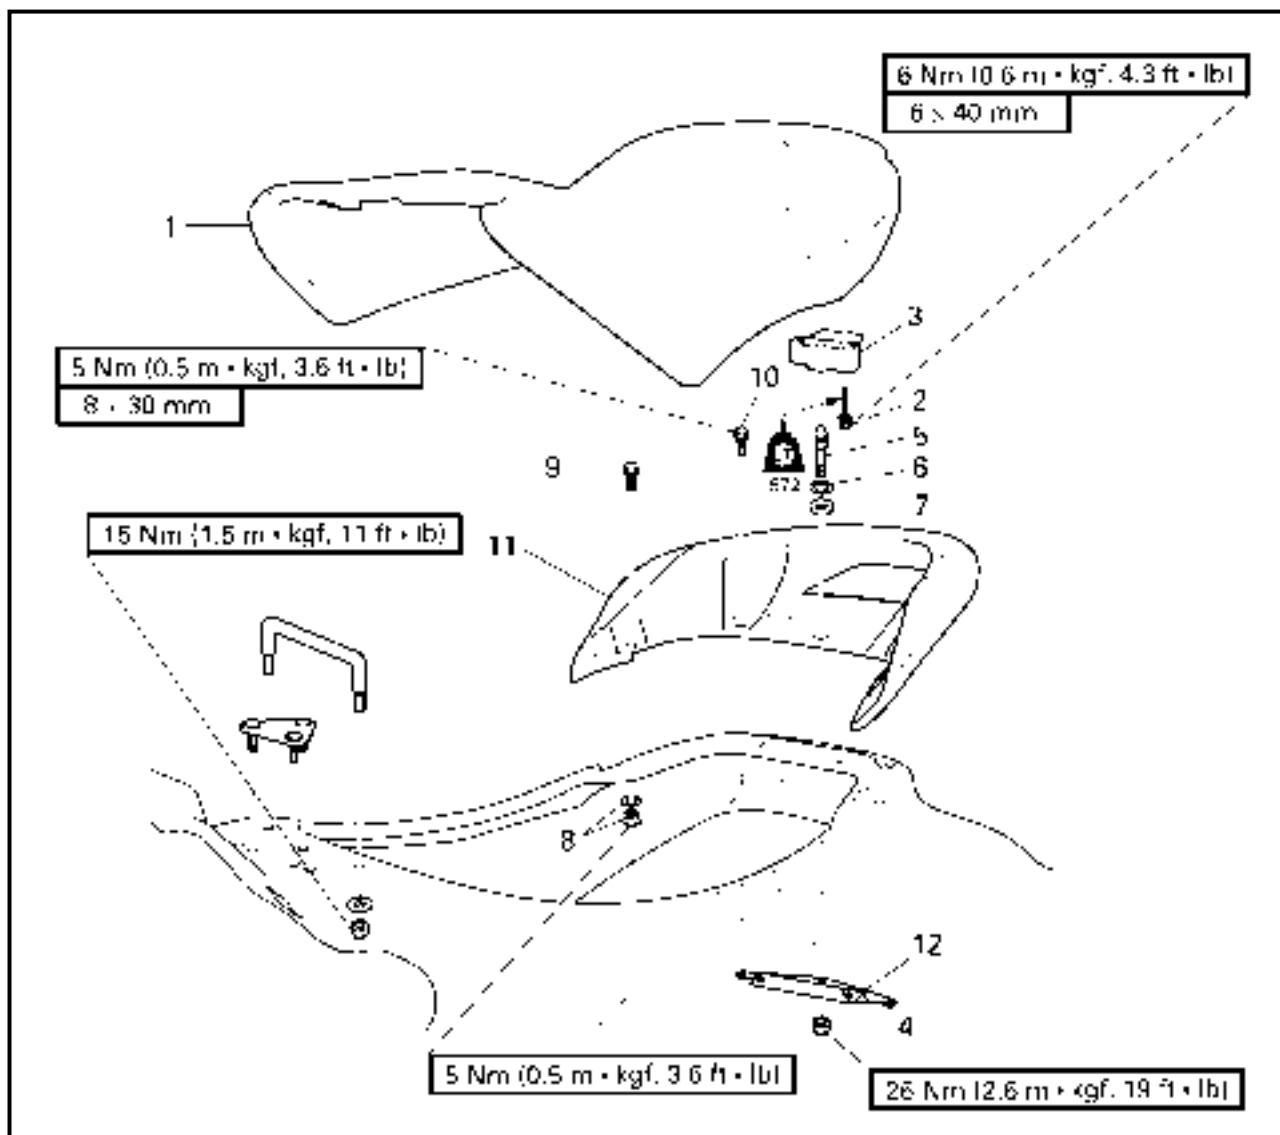 6 Nm (0.6 m • kgf, 4.3 ft • lb)
6 × 40 mm
1
3
5 Nm (0.5 m • kgf, 3.6 ft • lb)
8 × 30 mm
10
2
5
9
6
572
7
15 Nm (1.5 m • kgf, 11 ft • lb)
11
8
12
4
5 Nm (0.5 m • kgf, 3.6 ft • lb)
26 Nm (2.6 m • kgf, 19 ft • lb)